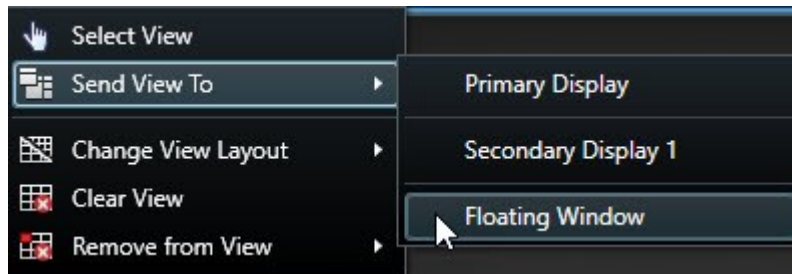 Select View
Send View To
Primary Display
Change View Layout
Secondary Display 1
Clear View
Floating Window
Remove from View